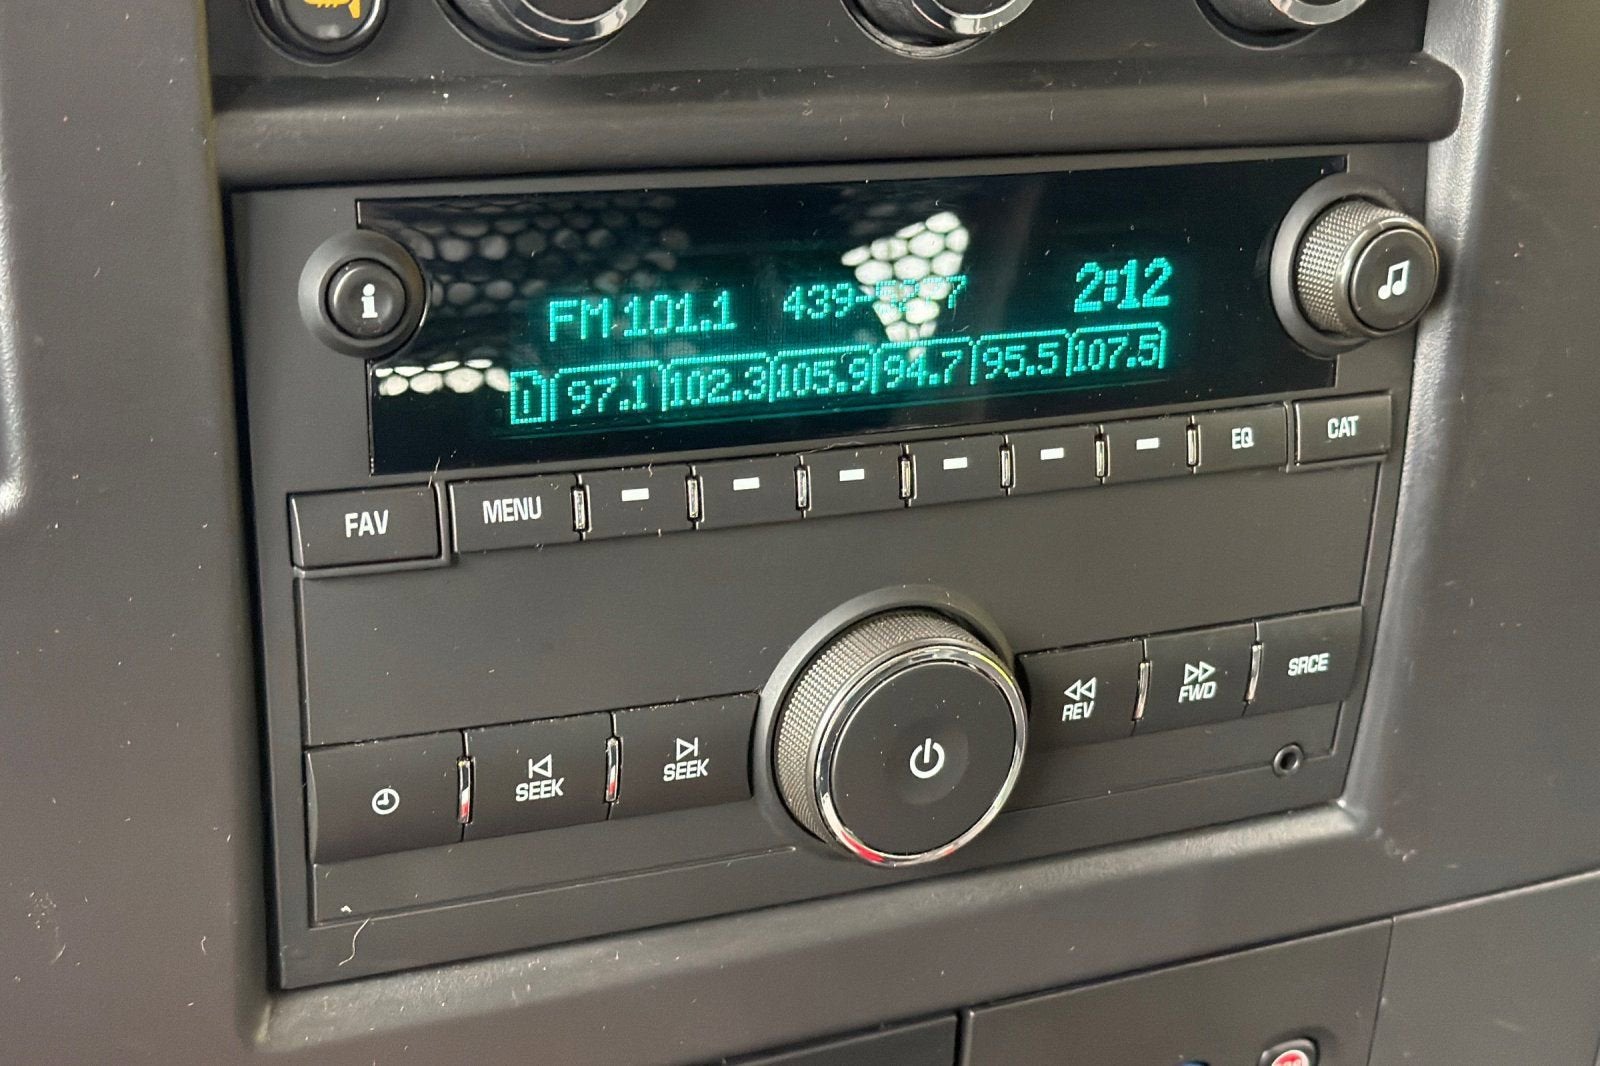 FM 101.1 2:12
1 97.1 102.3 105.9 94.7 95.5 107.5
FAV MENU EQ CAT
SEEK SEEK REV FWD SRCE